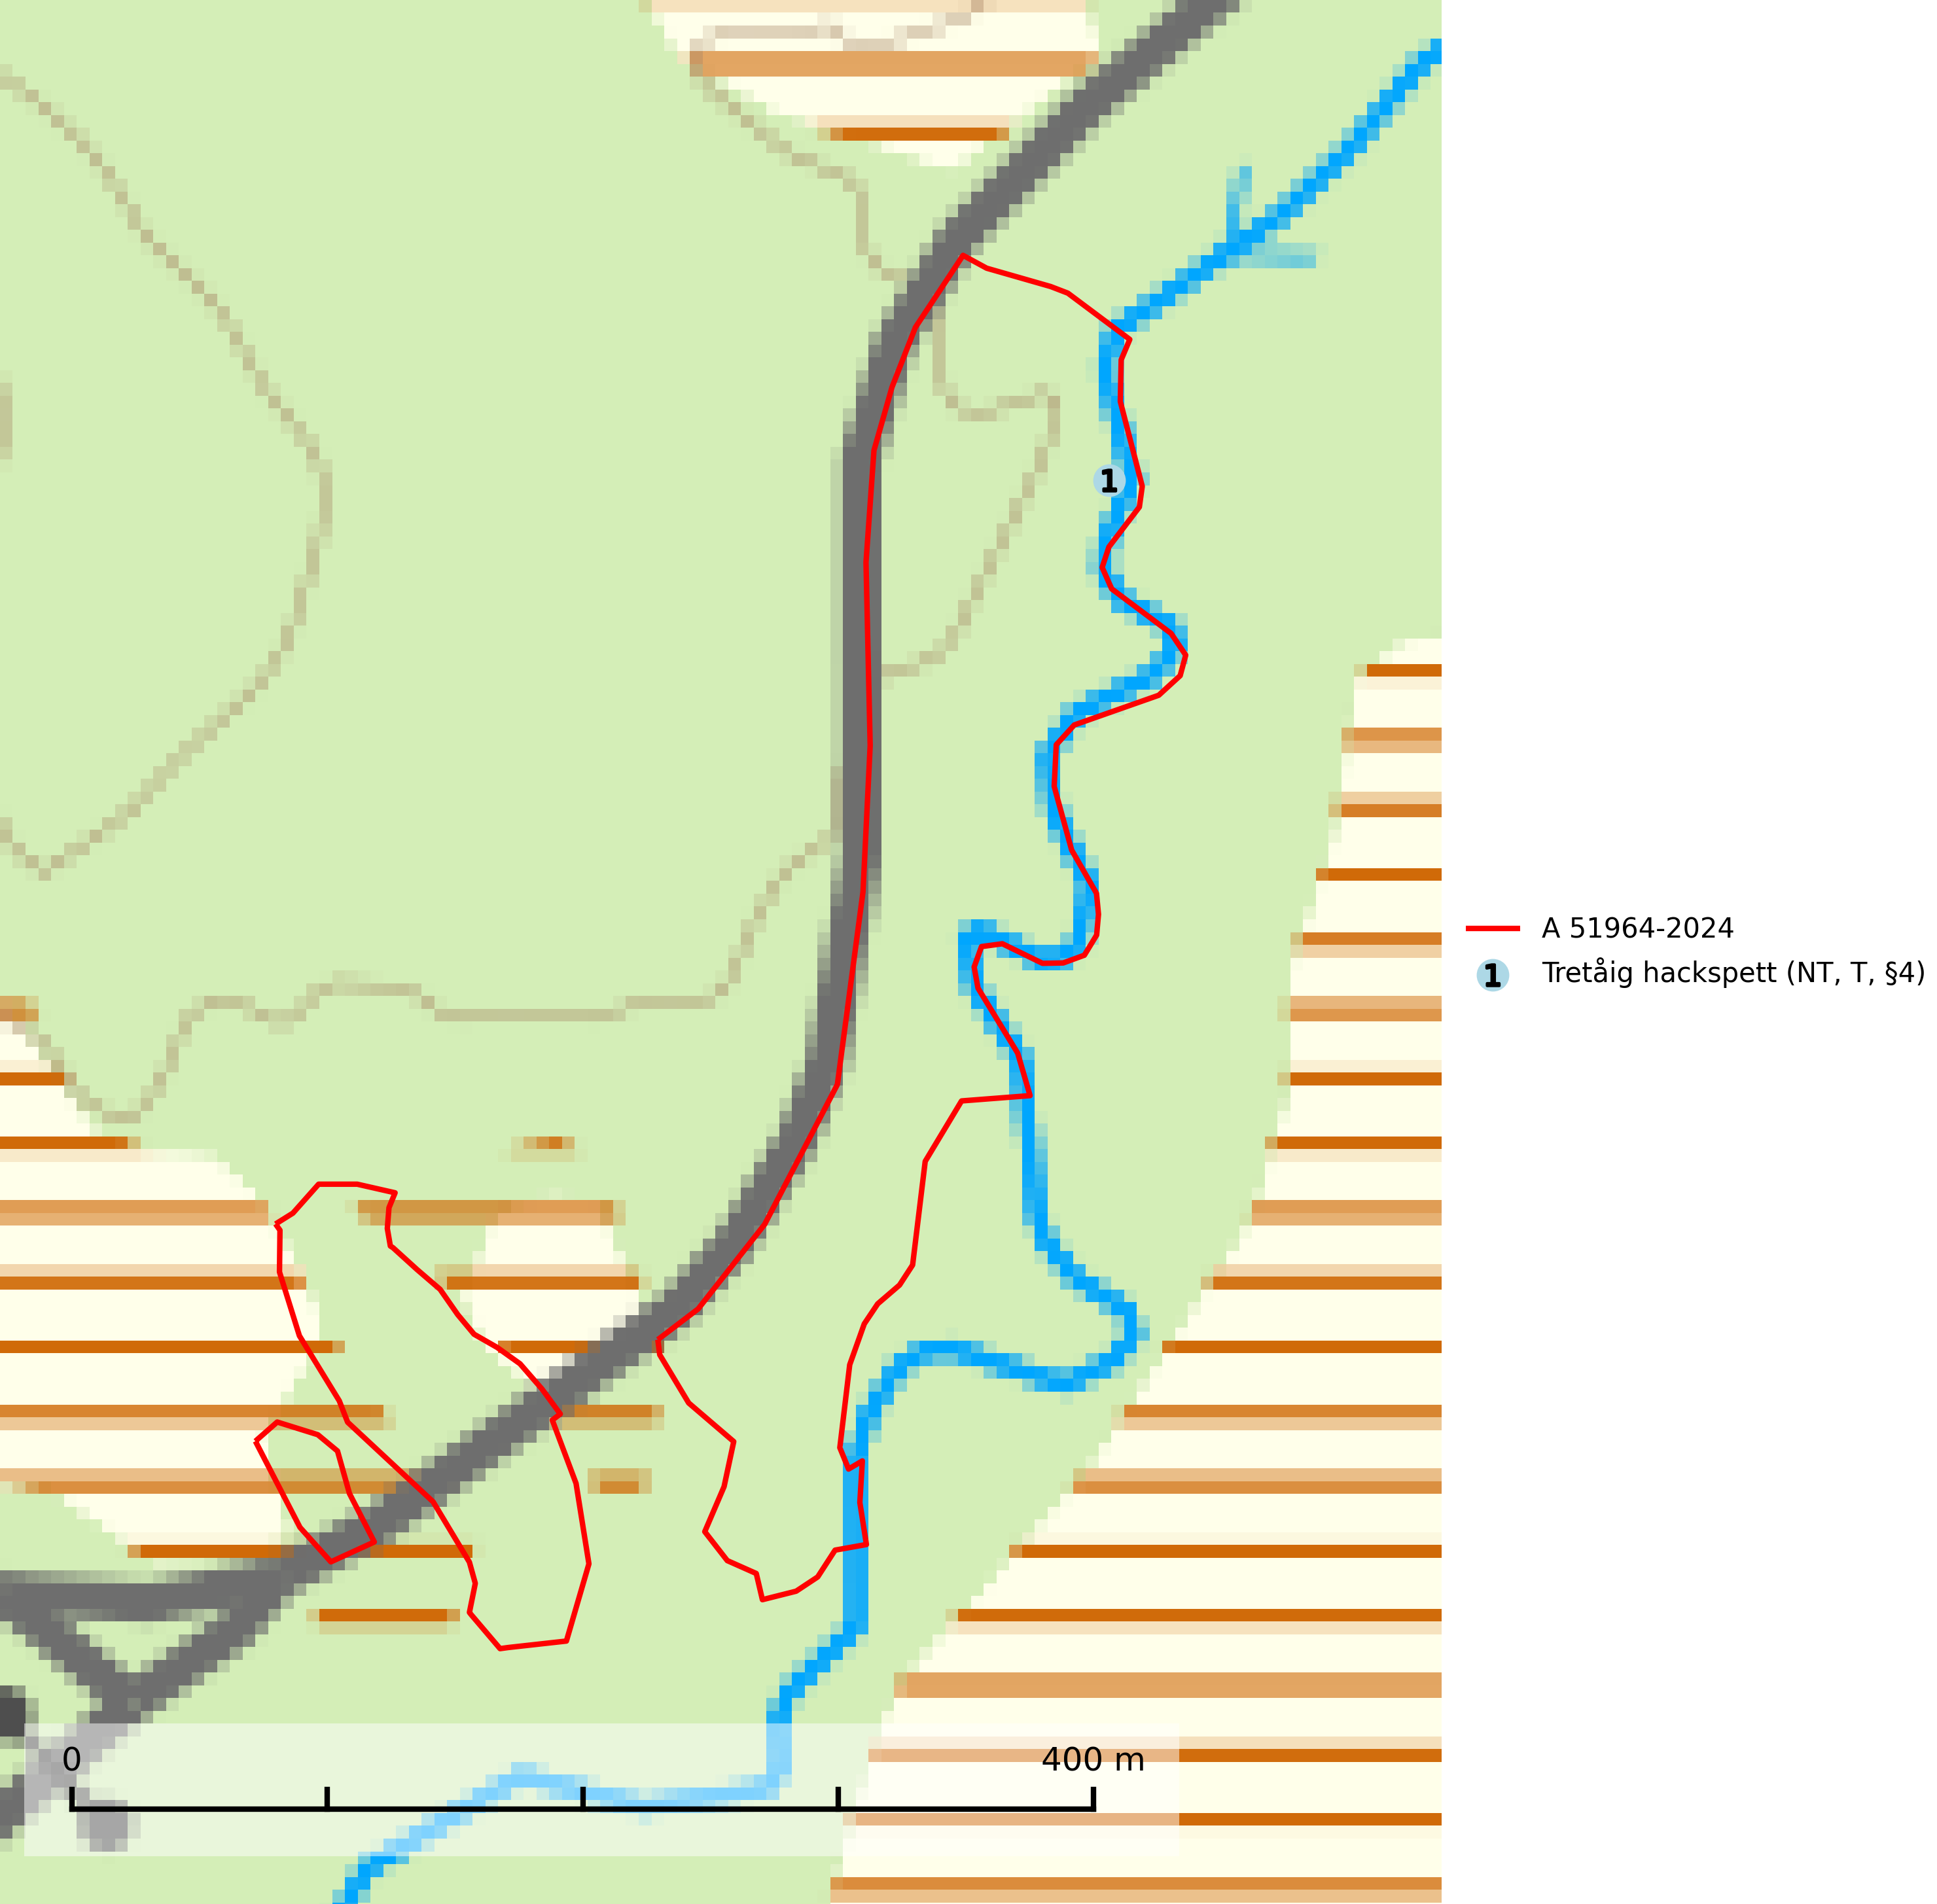 1
A 51964-2024
1 Tretåig hackspett (NT, T, §4)
0 400 m